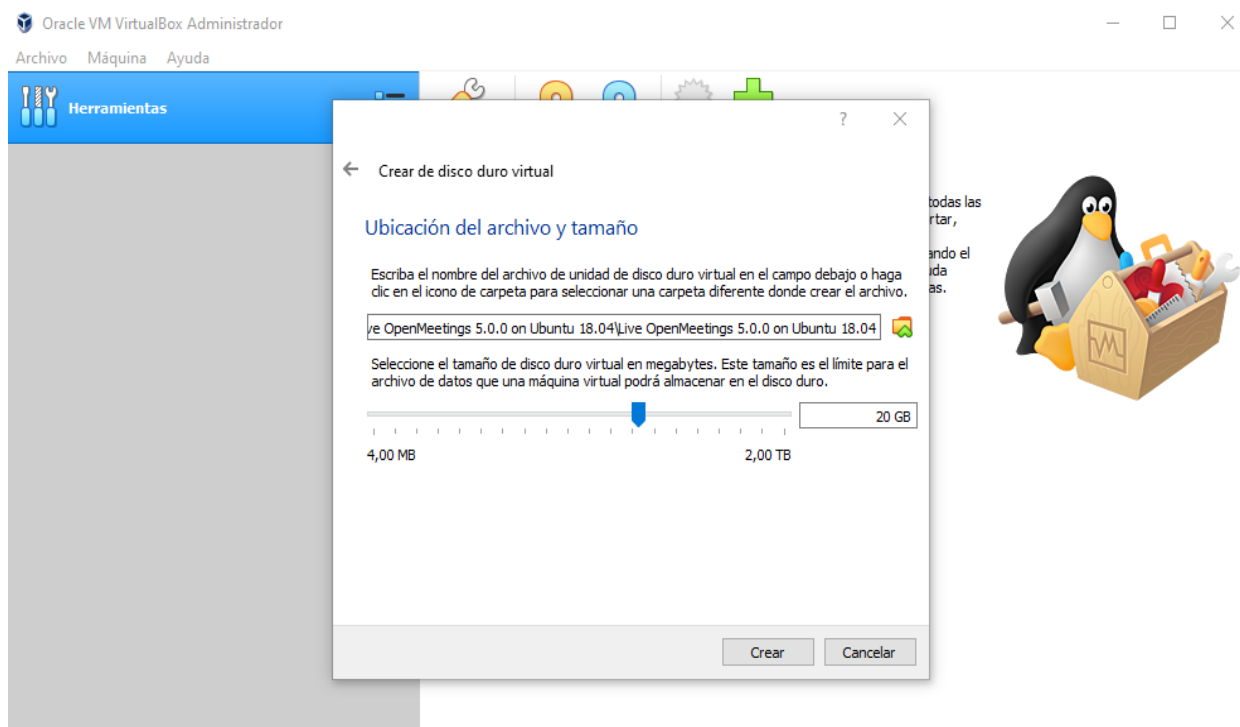 Oracle VM VirtualBox Administrador
Archivo Máquina Ayuda
Herramientas
?
Crear de disco duro virtual
todas las
rtar,
ando el
uda
as.
Ubicación del archivo y tamaño
Escriba el nombre del archivo de unidad de disco duro virtual en el campo debajo o haga
clic en el icono de carpeta para seleccionar una carpeta diferente donde crear el archivo.
ve OpenMeetings 5.0.0 on Ubuntu 18.04\Live OpenMeetings 5.0.0 on Ubuntu 18.04
Seleccione el tamaño de disco duro virtual en megabytes. Este tamaño es el límite para el
archivo de datos que una máquina virtual podrá almacenar en el disco duro.
20 GB
4,00 MB 2,00 TB
Crear Cancelar